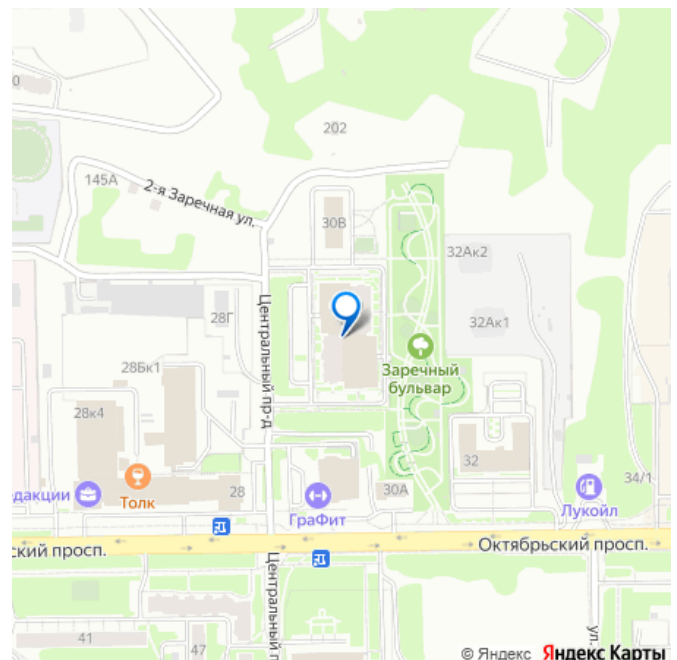 202
145А
2-я Заречная ул.
30В
32Ак2
28Г
Центральный пр-д
32Ак1
28Бк1
Заречный
бульвар
28к4
32
34/1
едакции
Толк
28
ГраФит
30А
Лукойл
ский просп.
Октябрьский просп.
Центральный п
ул.
41
47
© Яндекс Яндекс Карты